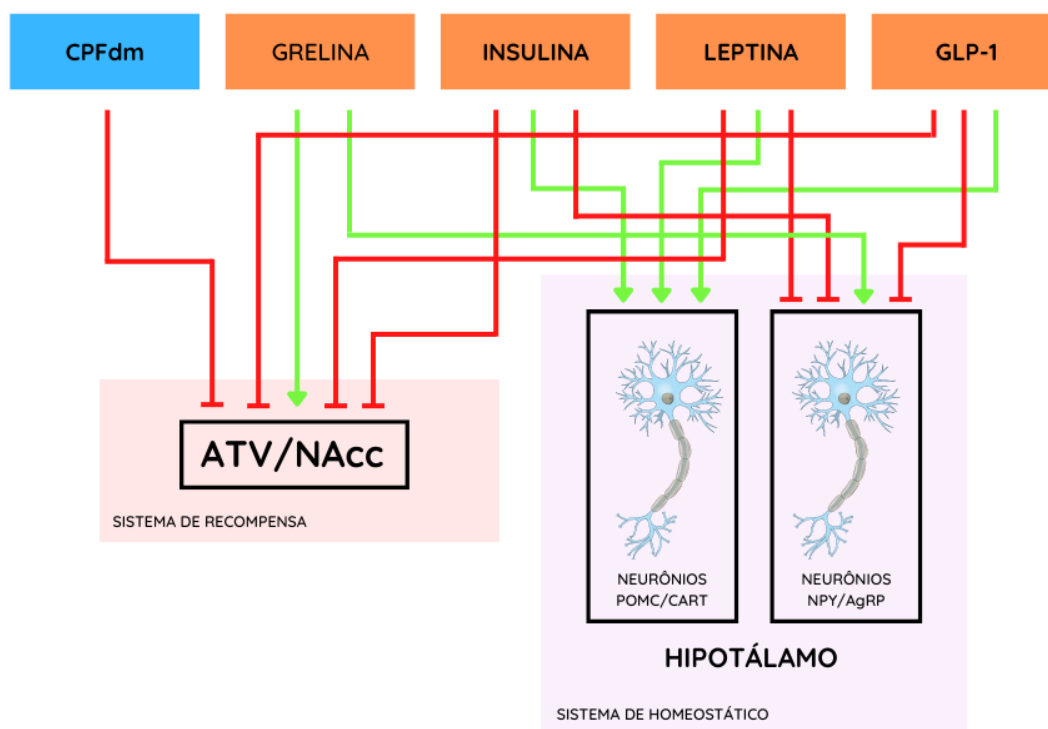 CPFdm
GRELINA
INSULINA
LEPTINA
GLP-1
ATV/NAcc
SISTEMA DE RECOMPENSA
NEURÔNIOS
POMC/CART
NEURÔNIOS
NPY/AgRP
HIPOTÁLAMO
SISTEMA DE HOMEOSTÁTICO